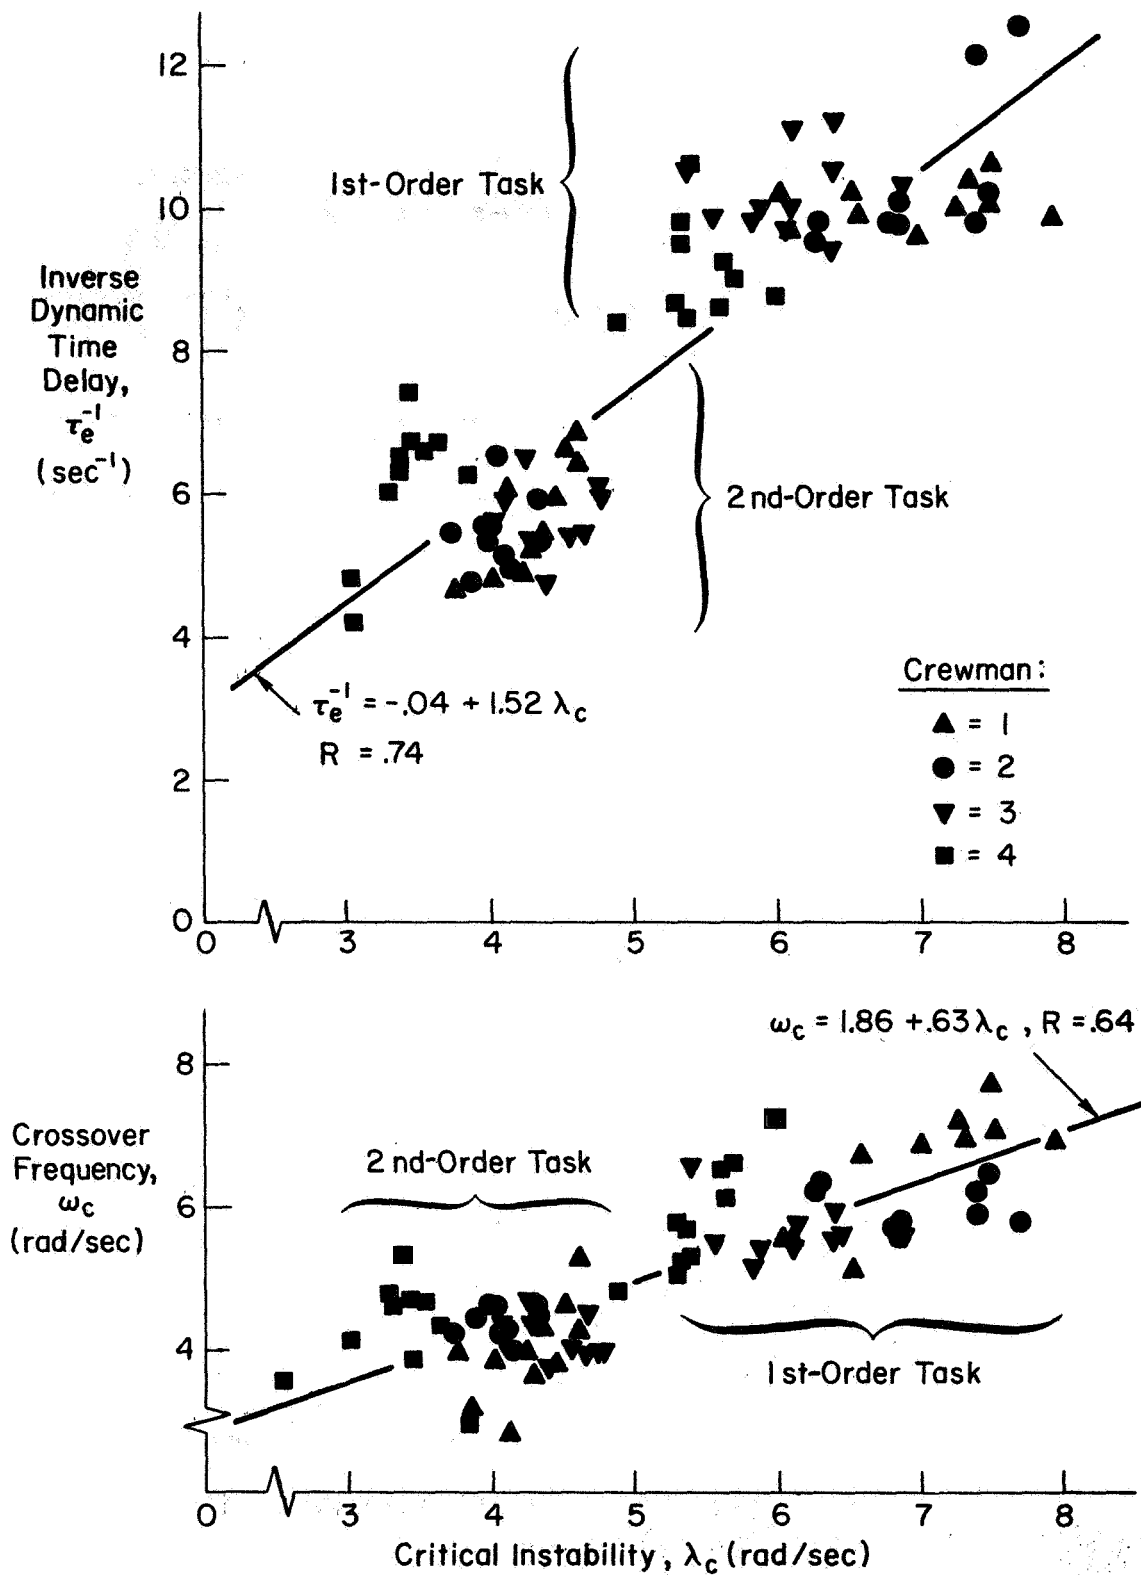 12
10
8
6
4
2
0
Inverse
Dynamic
Time
Delay,
τe⁻¹
(sec⁻¹)
1st-Order Task
2nd-Order Task
τe⁻¹ = -.04 + 1.52 λc
R = .74
Crewman:
▲ = 1
● = 2
▼ = 3
■ = 4
0 3 4 5 6 7 8
ωc = 1.86 + .63λc , R = .64
8
6
4
Crossover
Frequency,
ωc
(rad/sec)
2nd-Order Task
1st-Order Task
0 3 4 5 6 7 8
Critical Instability, λc (rad/sec)